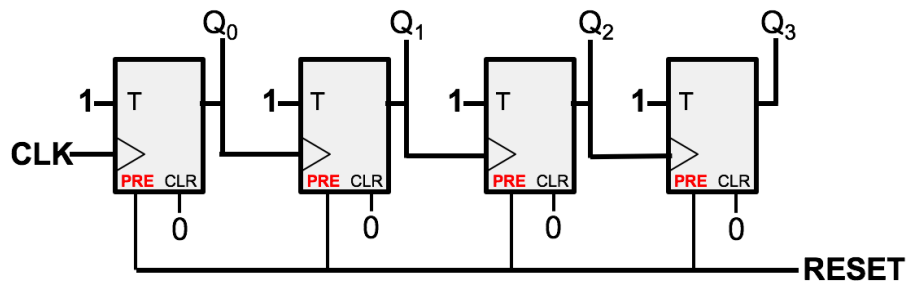 Q0 Q1 Q2 Q3
1 T 1 T 1 T 1 T
CLK
PRE CLR PRE CLR PRE CLR PRE CLR
0 0 0 0
RESET